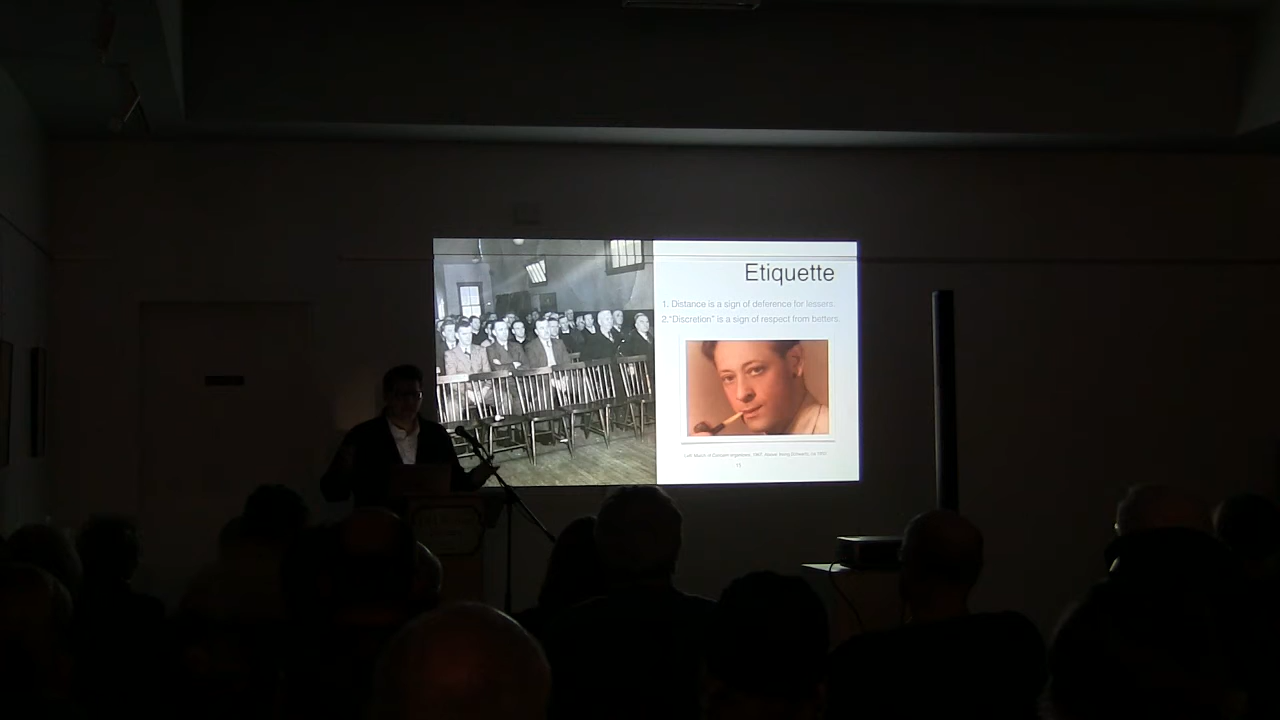 Etiquette
1. Distance is a sign of deference for lessers.
2."Discretion" is a sign of respect from betters.